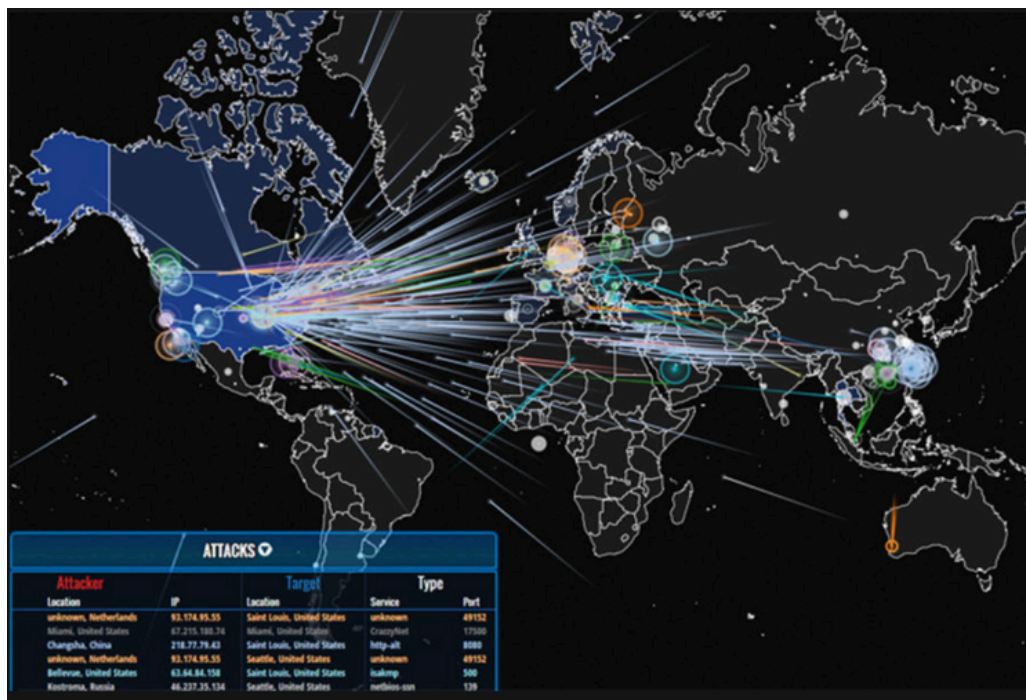 ATTACKS
Attacker Target Type
Location IP Location Service Port
unknown, Netherlands 93.174.95.55 Saint Louis, United States unknown 49152
Miami, United States 67.215.180.74 Miami, United States CrazzyNet 17500
Changsha, China 218.77.79.43 Saint Louis, United States http-alt 8080
unknown, Netherlands 93.174.95.55 Seattle, United States unknown 49152
Bellevue, United States 63.64.84.158 Saint Louis, United States isakmp 500
Kostroma, Russia 46.237.35.134 Seattle, United States netbios-ssn 139